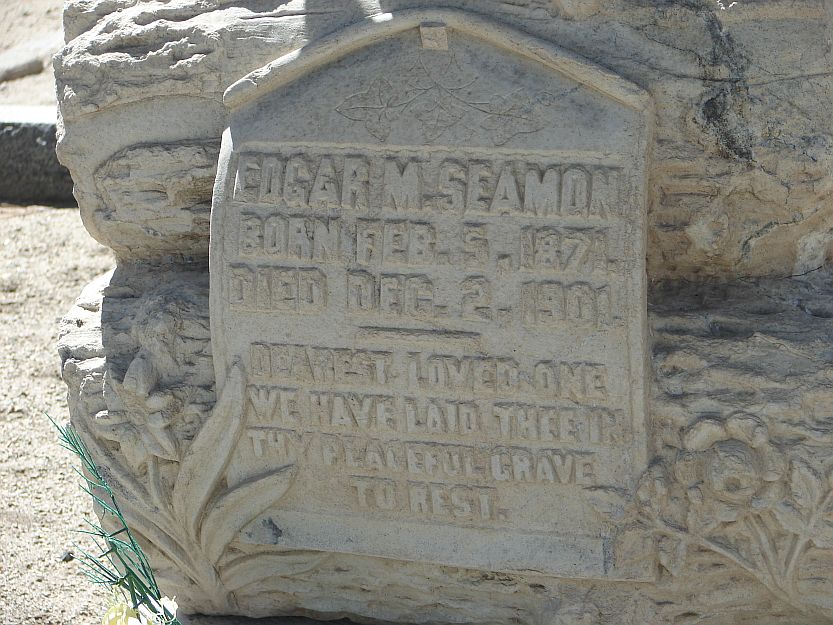 EDGAR M. SEAMON
BORN FEB. 5, 1871.
DIED DEC. 2, 1901.
DEAREST LOVED ONE
WE HAVE LAID THEE IN
THY PEACEFUL GRAVE
TO REST.